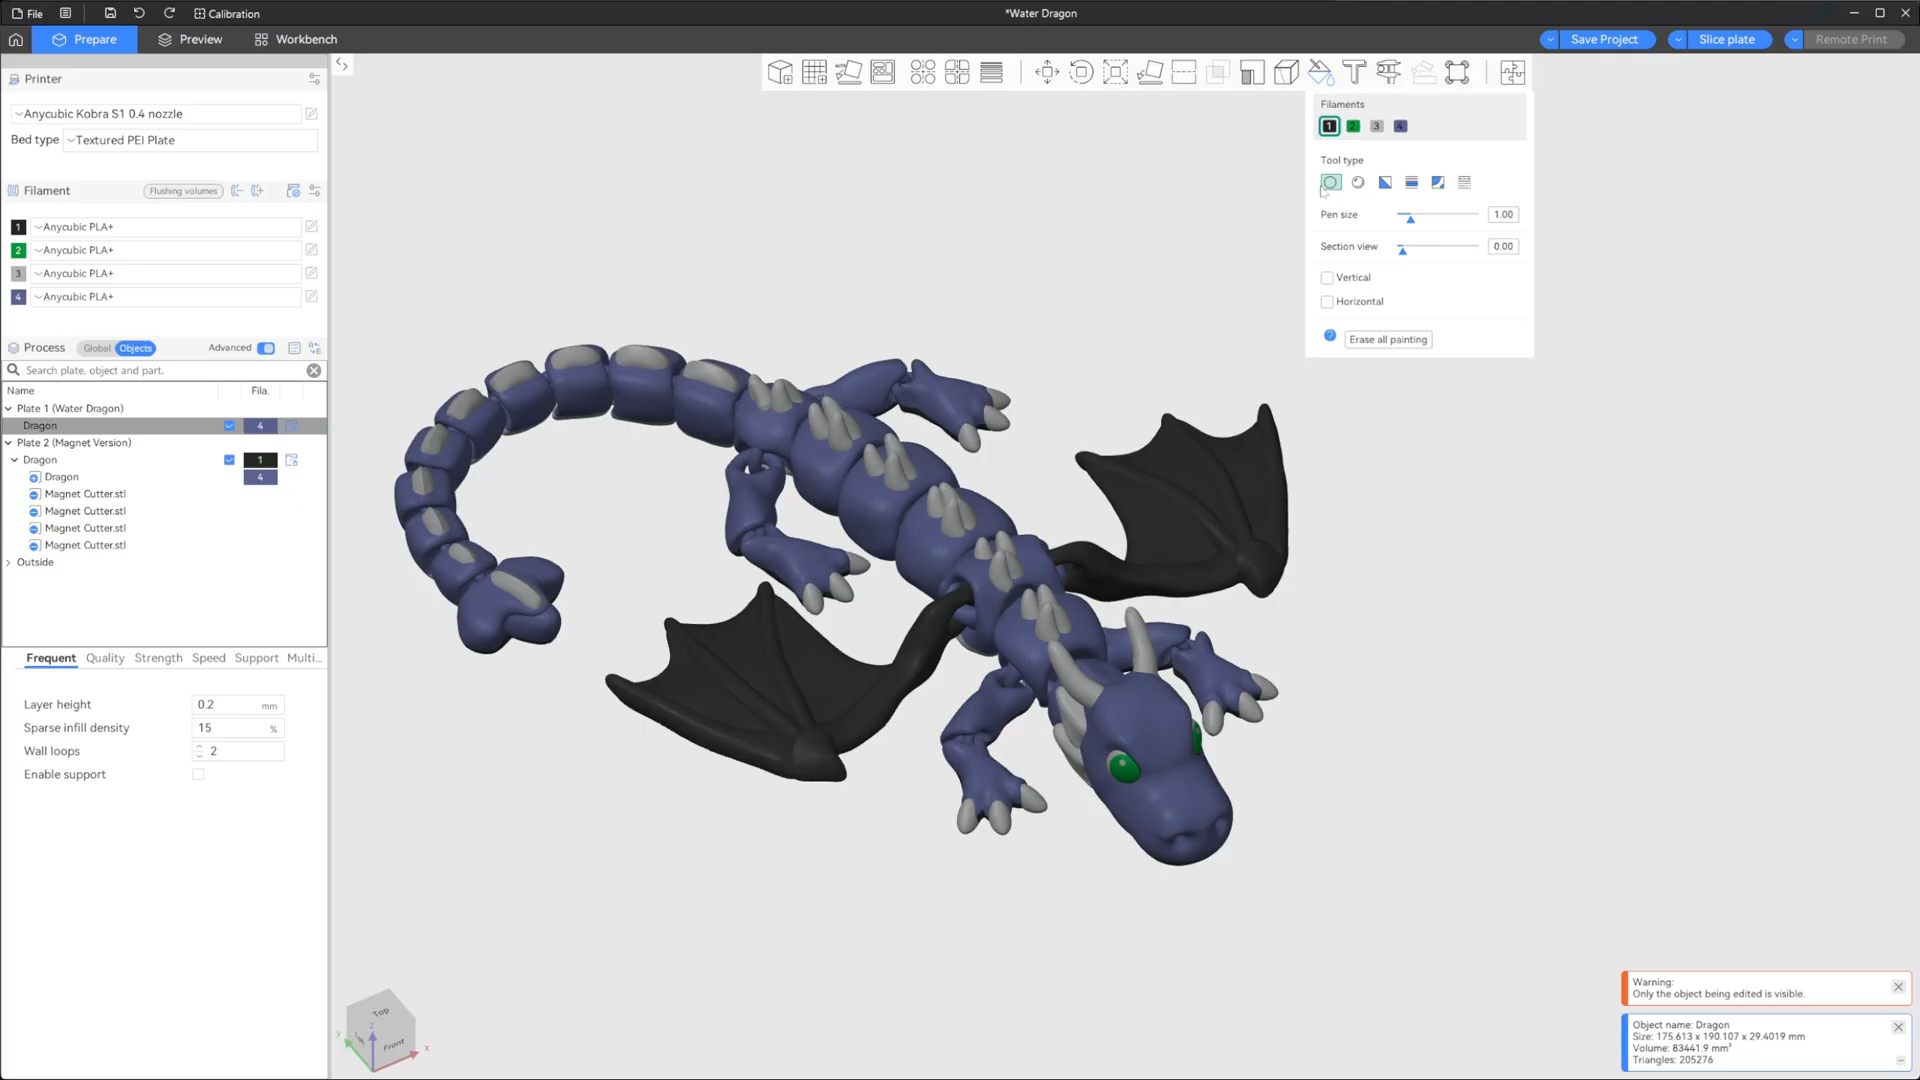 File
Calibration
*Water Dragon
Prepare
Preview
Workbench
Save Project
Slice plate
Remote Print
Printer
Anycubic Kobra S1 0.4 nozzle
Bed type
Textured PEI Plate
Filament
Flushing volumes
1 Anycubic PLA+
2 Anycubic PLA+
3 Anycubic PLA+
4 Anycubic PLA+
Process Global Objects Advanced
Search plate, object and part.
Name Fila.
Plate 1 (Water Dragon)
Dragon 4
Plate 2 (Magnet Version)
Dragon 1
Dragon 4
Magnet Cutter.stl
Magnet Cutter.stl
Magnet Cutter.stl
Magnet Cutter.stl
Outside
Frequent Quality Strength Speed Support Multi...
Layer height 0.2 mm
Sparse infill density 15 %
Wall loops 2
Enable support
Filaments
1 2 3 4
Tool type
Pen size 1.00
Section view 0.00
Vertical
Horizontal
? Erase all painting
Top
Front
z
y
x
Warning:
Only the object being edited is visible.
Object name: Dragon
Size: 175.613 x 190.107 x 29.4019 mm
Volume: 83441.9 mm³
Triangles: 205276